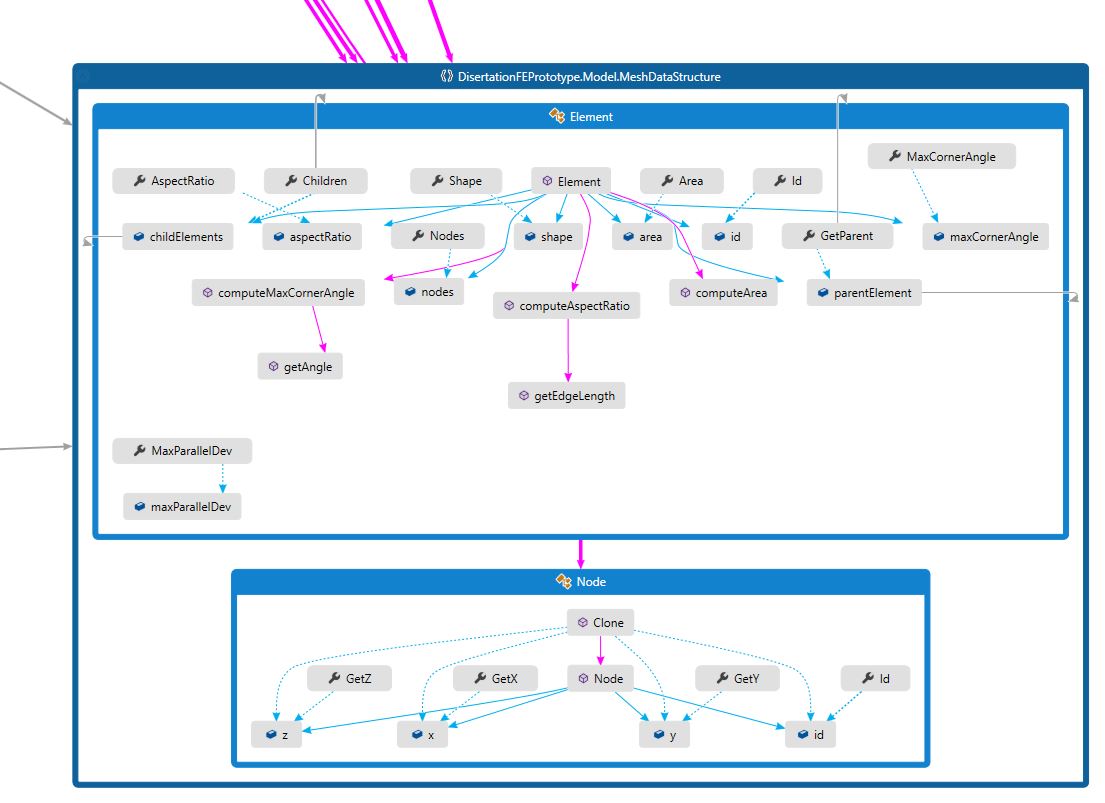 DisertationFEPrototype.Model.MeshDataStructure
Element
MaxCornerAngle
AspectRatio
Children
Shape
Element
Area
Id
childElements
aspectRatio
Nodes
shape
area
id
GetParent
maxCornerAngle
computeMaxCornerAngle
nodes
computeAspectRatio
computeArea
parentElement
getAngle
getEdgeLength
MaxParallelDev
maxParallelDev
Node
Clone
GetZ
GetX
Node
GetY
Id
z
x
y
id